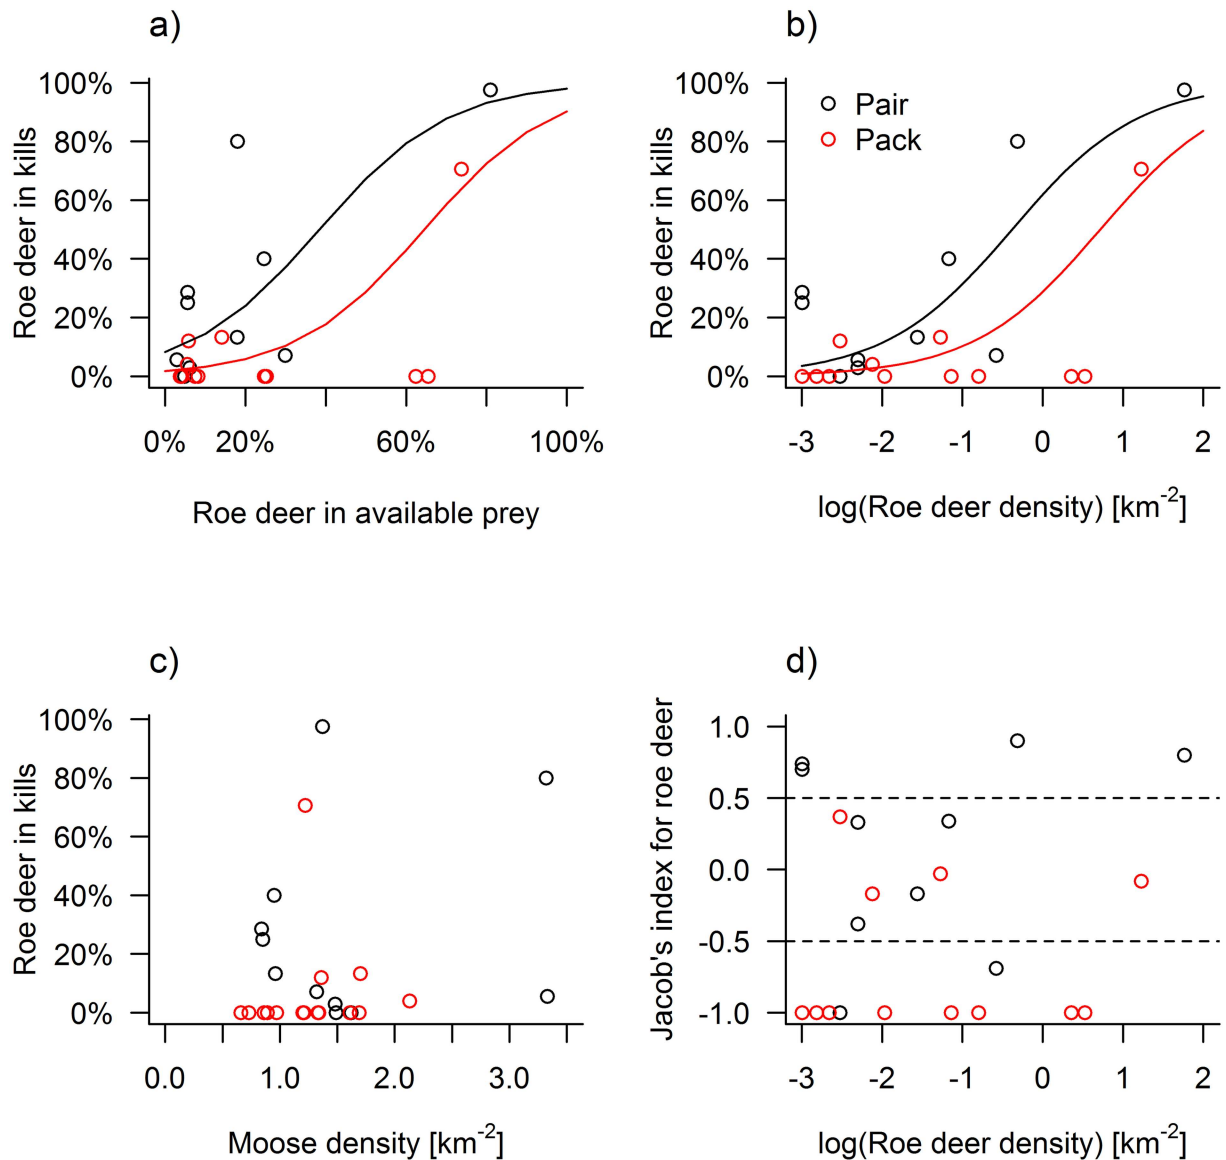 a)
Roe deer in kills
100%
80%
60%
40%
20%
0%
0% 20% 60% 100%
Roe deer in available prey
b)
Pair
Pack
Roe deer in kills
100%
80%
60%
40%
20%
0%
-3 -2 -1 0 1 2
log(Roe deer density) [km⁻²]
c)
Roe deer in kills
100%
80%
60%
40%
20%
0%
0.0 1.0 2.0 3.0
Moose density [km⁻²]
d)
Jacob's index for roe deer
1.0
0.5
0.0
-0.5
-1.0
-3 -2 -1 0 1 2
log(Roe deer density) [km⁻²]